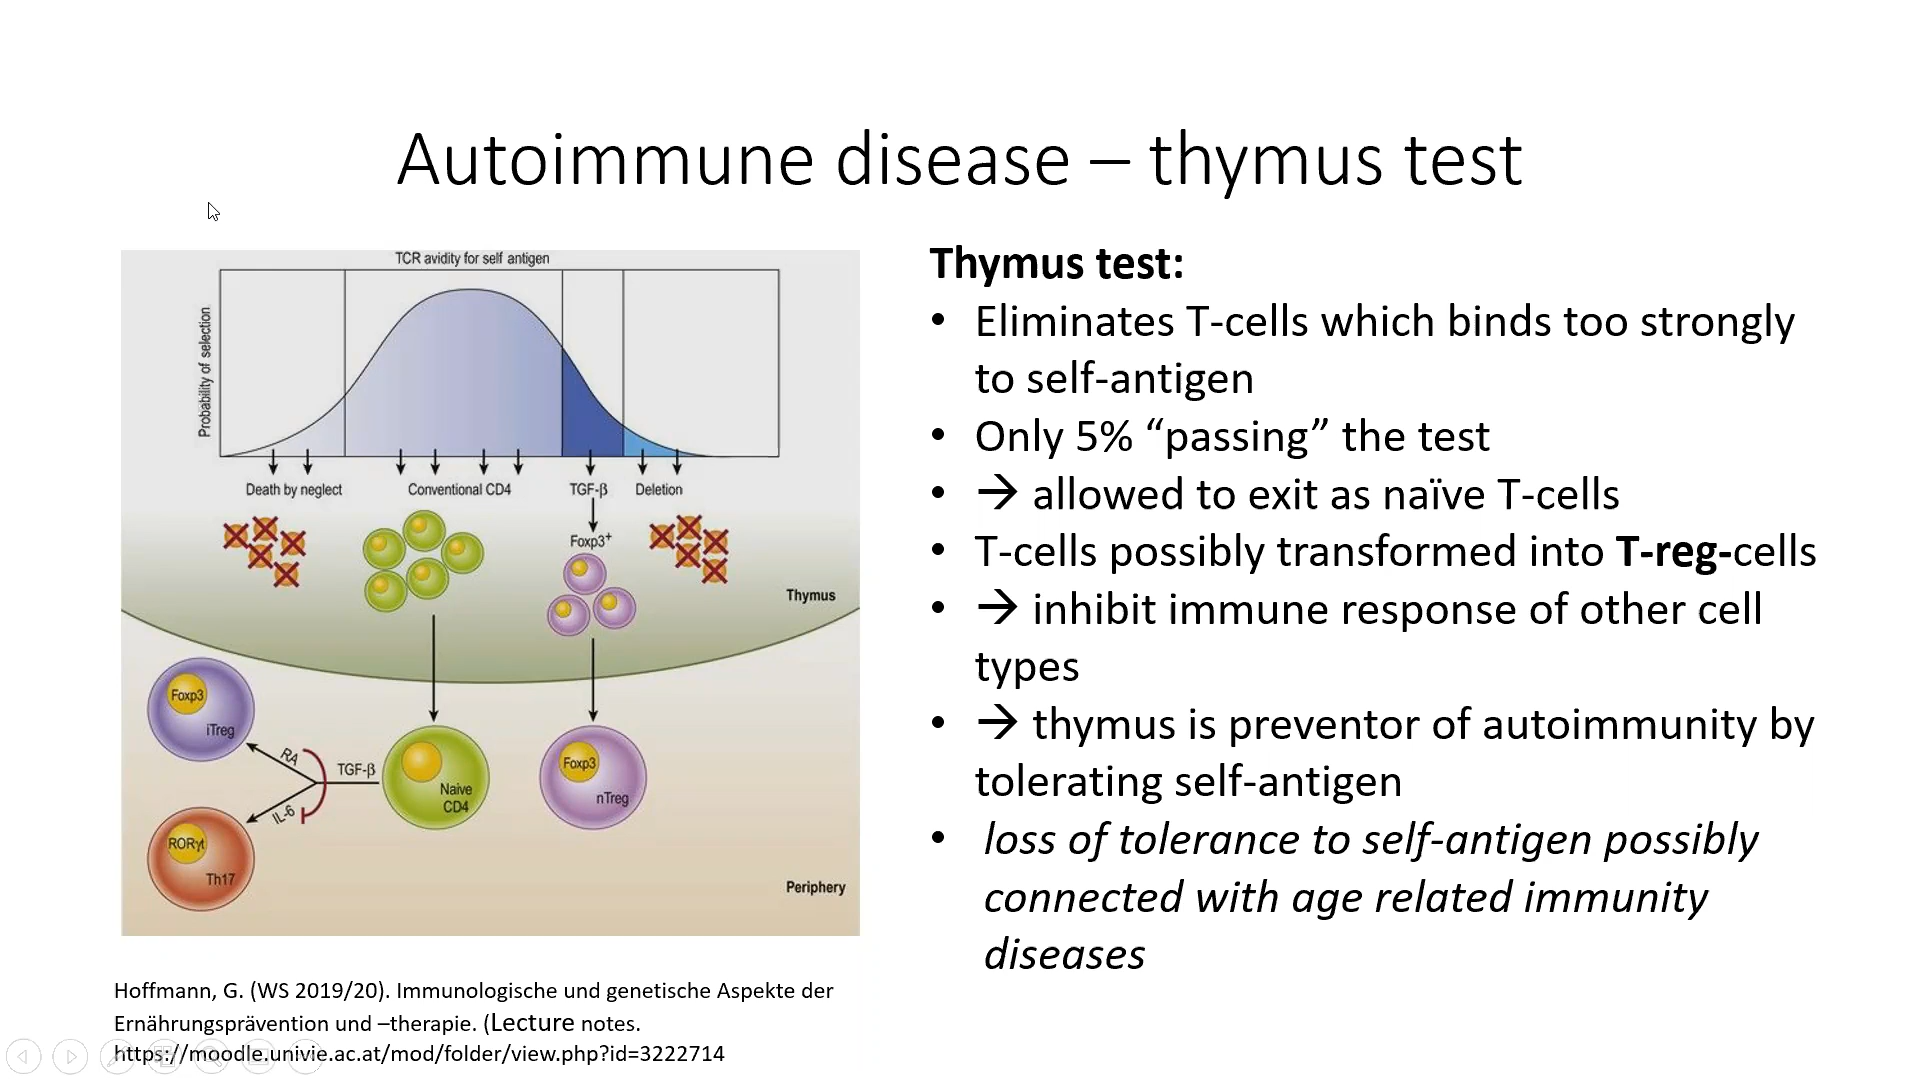 Autoimmune disease – thymus test
TCR avidity for self antigen
Probability of selection
Death by neglect
Conventional CD4
TGF-β
Deletion
Foxp3+
Thymus
Foxp3
iTreg
RA
TGF-β
IL-6
Naive
CD4
Foxp3
nTreg
RORγt
Th17
Periphery
Hoffmann, G. (WS 2019/20). Immunologische und genetische Aspekte der
Ernährungsprävention und –therapie. (Lecture notes.
https://moodle.univie.ac.at/mod/folder/view.php?id=3222714
Thymus test:
• Eliminates T-cells which binds too strongly
to self-antigen
• Only 5% “passing” the test
• → allowed to exit as naïve T-cells
• T-cells possibly transformed into T-reg-cells
• → inhibit immune response of other cell
types
• → thymus is preventor of autoimmunity by
tolerating self-antigen
• loss of tolerance to self-antigen possibly
connected with age related immunity
diseases